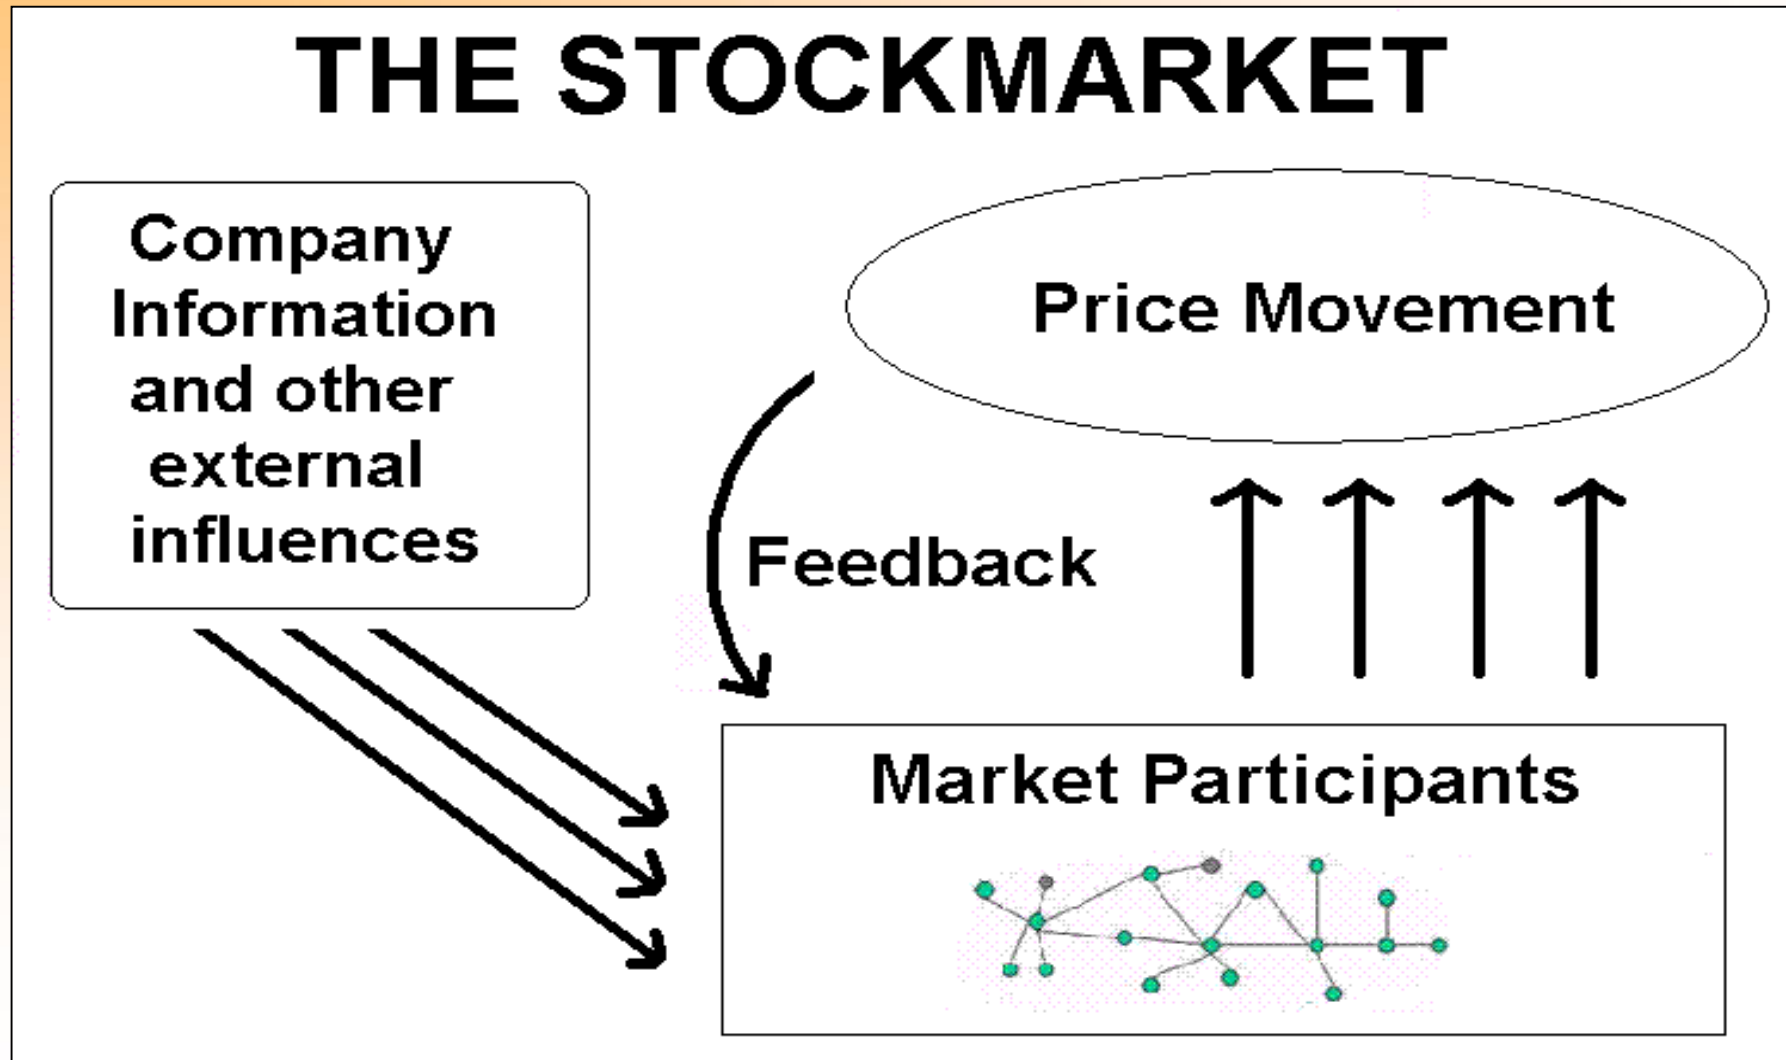 THE STOCKMARKET
Company
Information
and other
external
influences
Price Movement
Feedback
Market Participants